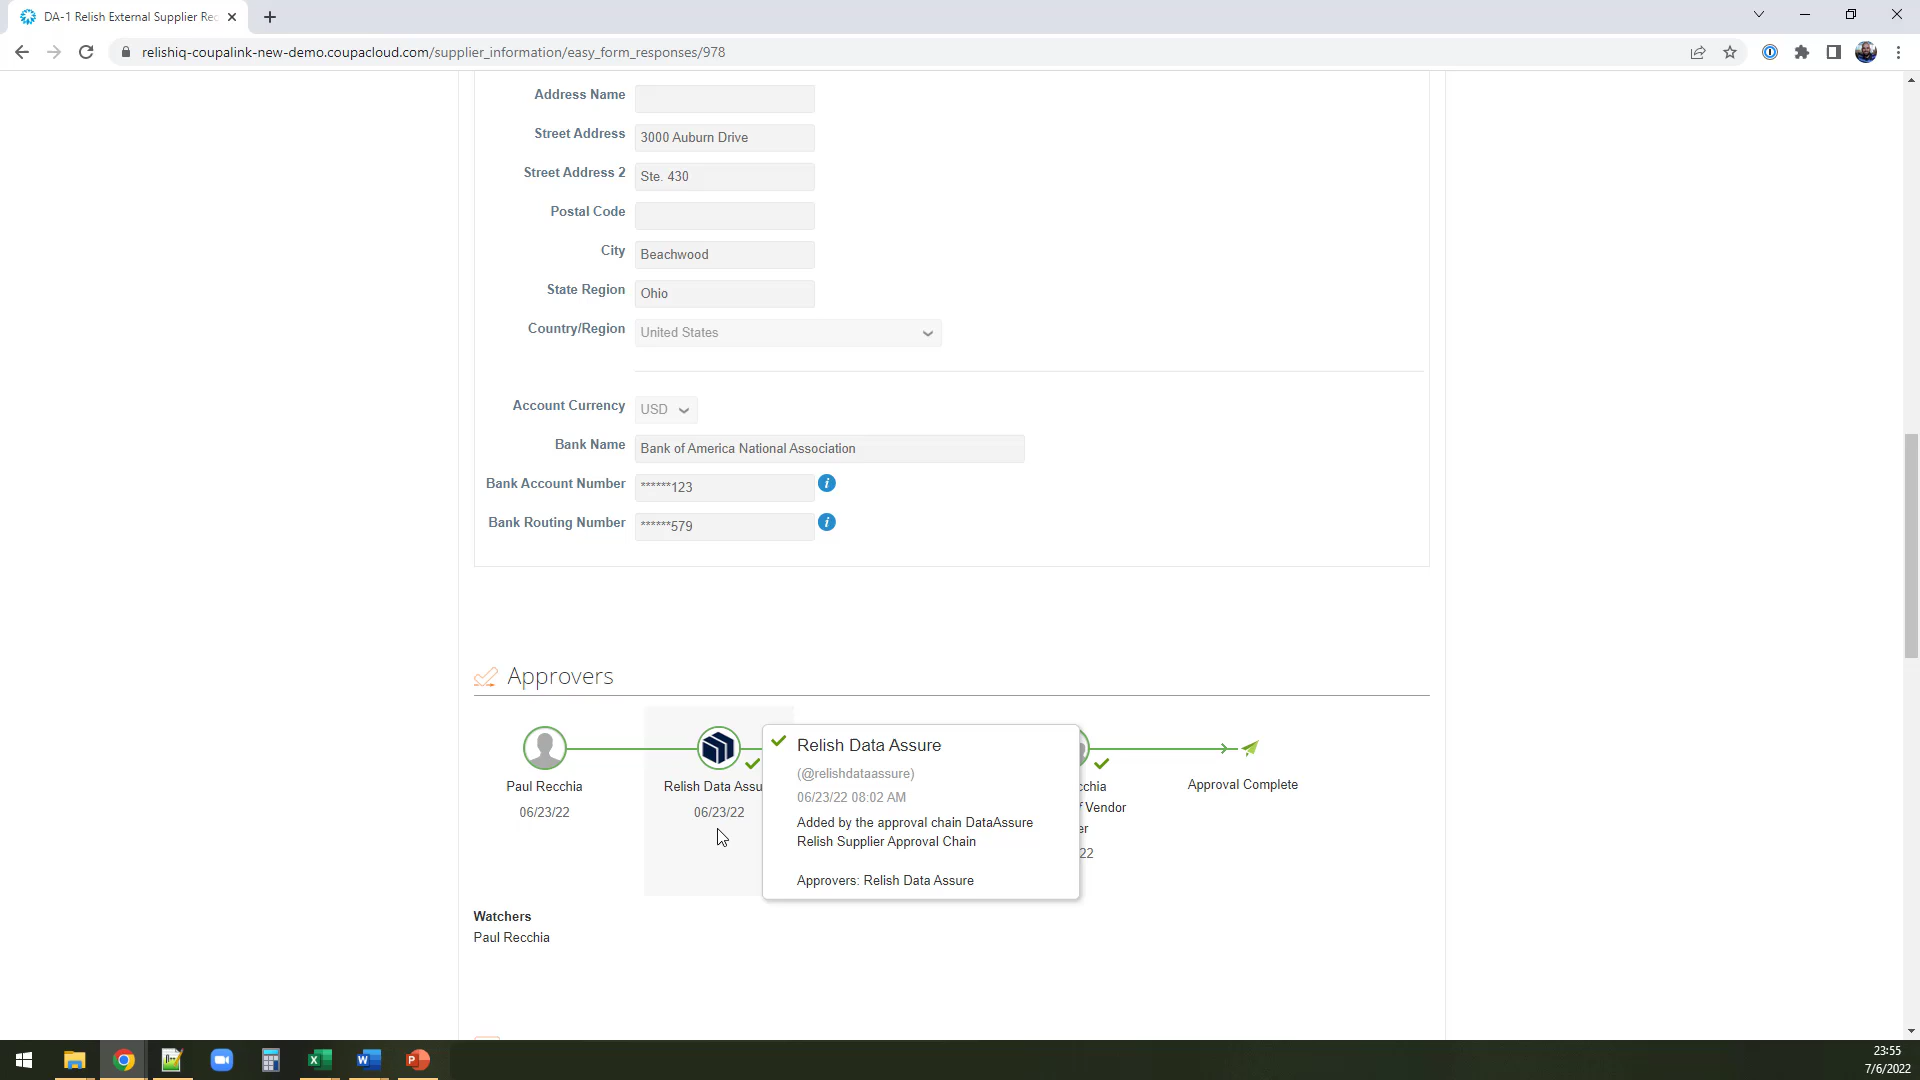 DA-1 Relish External Supplier Rec
relishiq-coupalink-new-demo.coupacloud.com/supplier_information/easy_form_responses/978
Address Name
Street Address 3000 Auburn Drive
Street Address 2 Ste. 430
Postal Code
City Beachwood
State Region Ohio
Country/Region United States
Account Currency USD
Bank Name Bank of America National Association
Bank Account Number ******123
Bank Routing Number ******579
Approvers
Paul Recchia
06/23/22
Relish Data Assu
06/23/22
Relish Data Assure
(@relishdataassure)
06/23/22 08:02 AM
Added by the approval chain DataAssure
Relish Supplier Approval Chain
Approvers: Relish Data Assure
cchia
f Vendor
er
22
Approval Complete
Watchers
Paul Recchia
23:55
7/6/2022